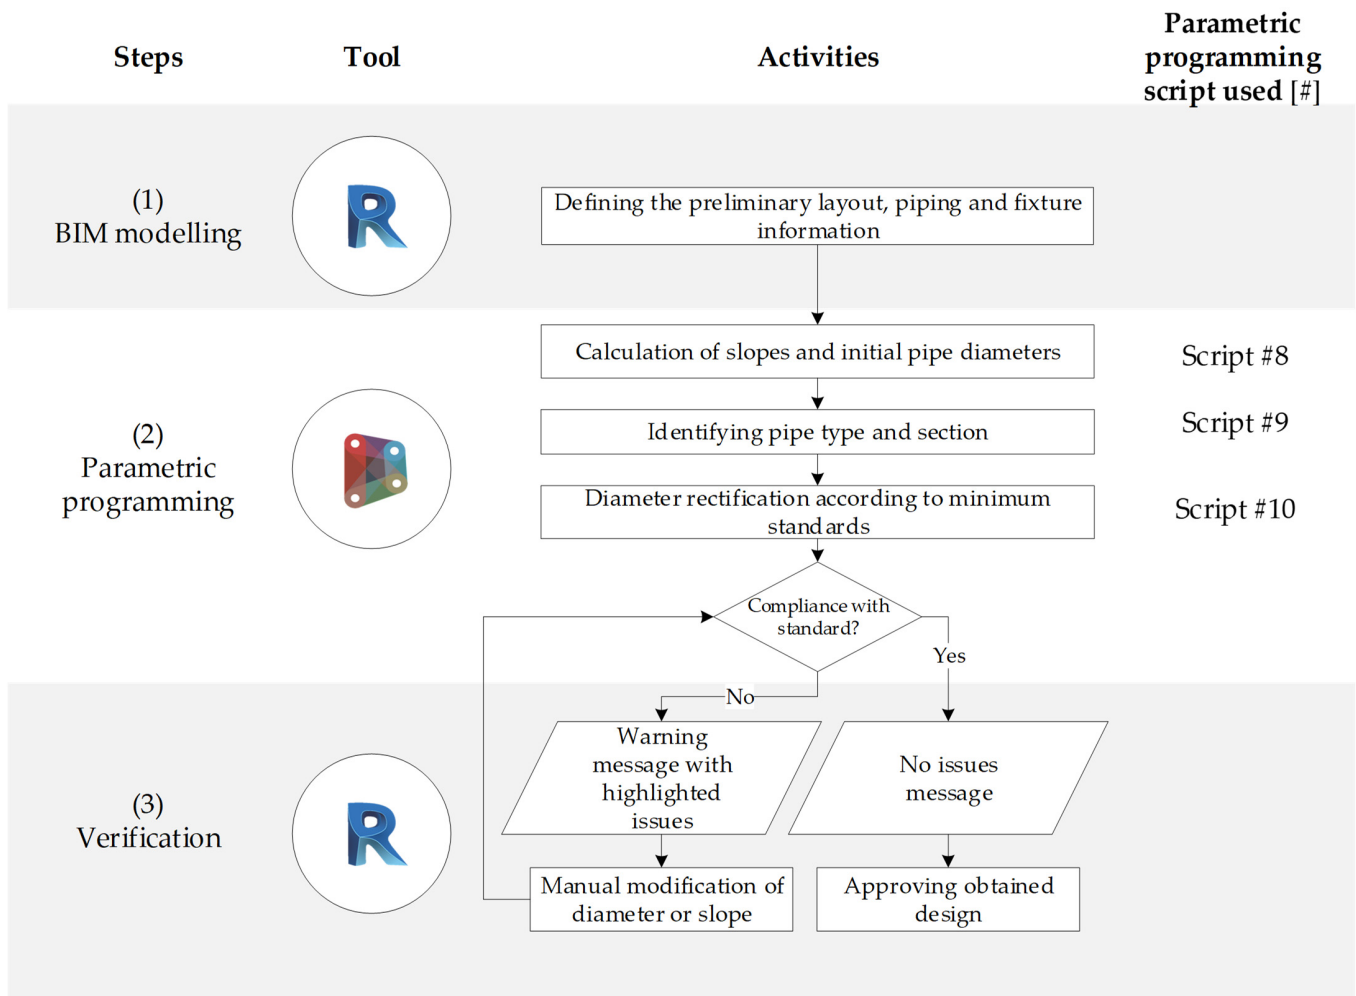 Steps
Tool
Activities
Parametric
programming
script used [#]
(1)
BIM modelling
Defining the preliminary layout, piping and fixture
information
(2)
Parametric
programming
Calculation of slopes and initial pipe diameters
Script #8
Identifying pipe type and section
Script #9
Diameter rectification according to minimum
standards
Script #10
Compliance with
standard?
Yes
No
(3)
Verification
Warning
message with
highlighted
issues
No issues
message
Manual modification of
diameter or slope
Approving obtained
design